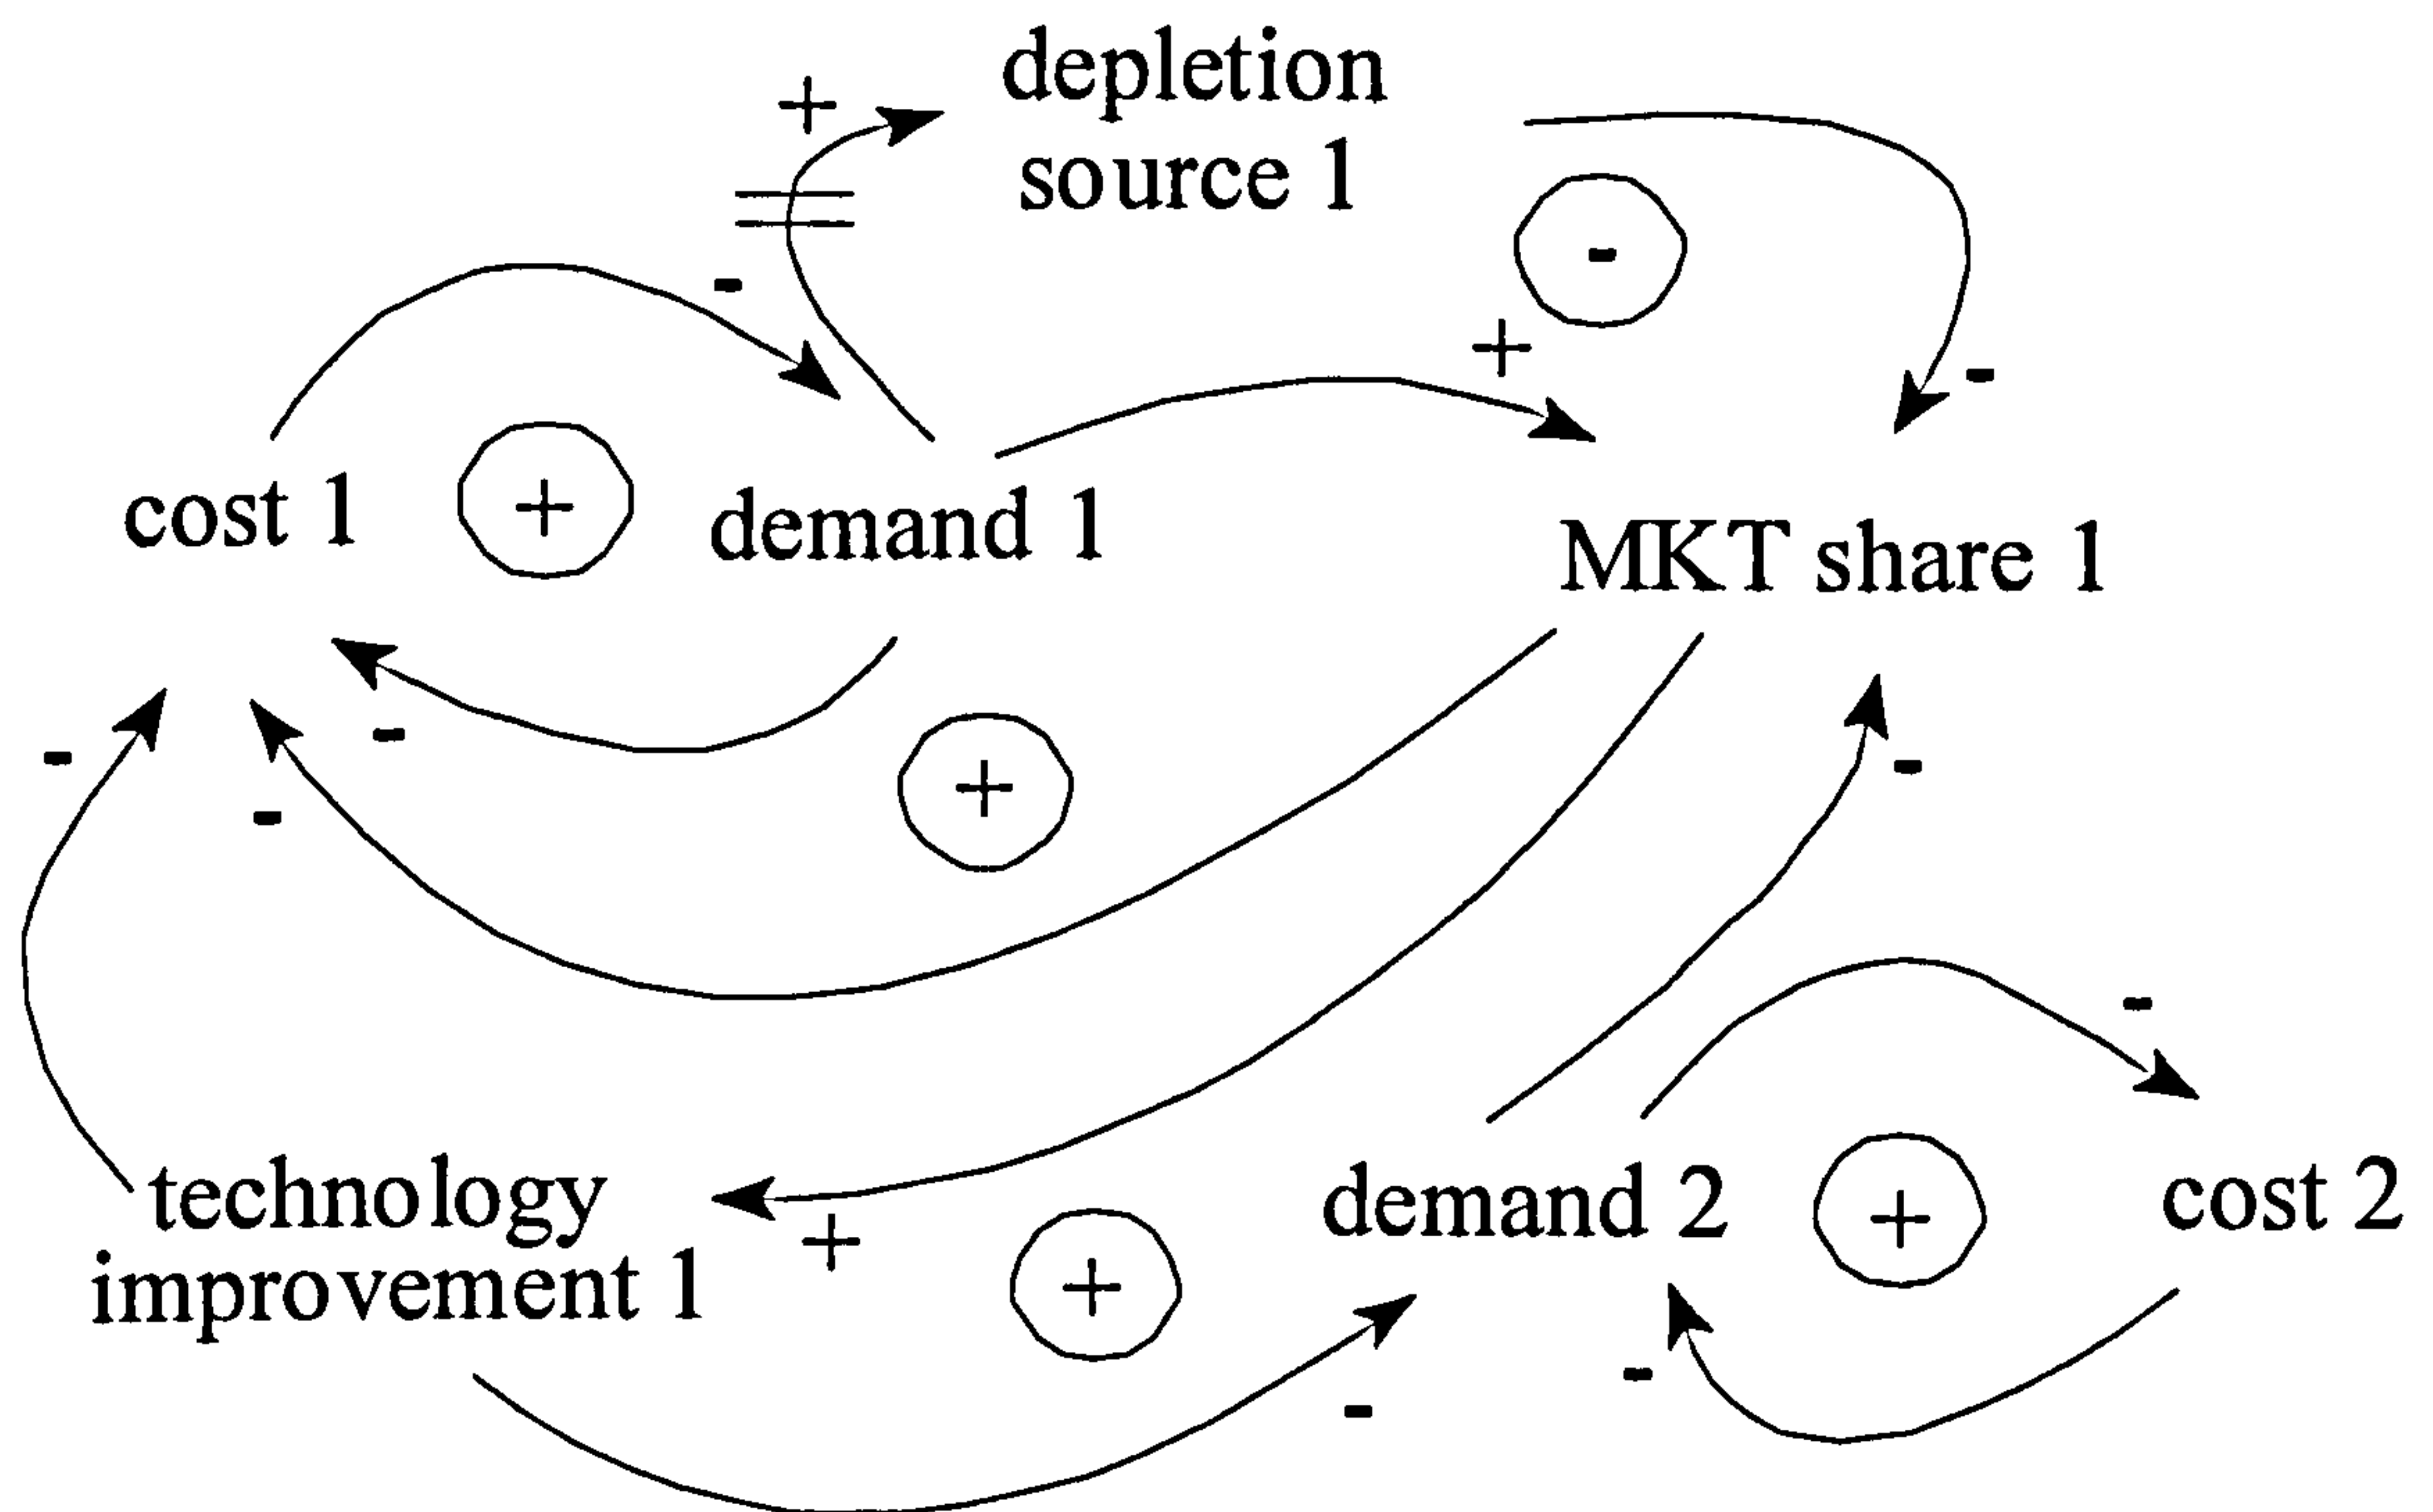 +
depletion
source 1
-
-
+
-
cost 1
+
demand 1
MKT share 1
-
-
-
+
-
-
technology
improvement 1
+
+
demand 2
+
cost 2
-
-